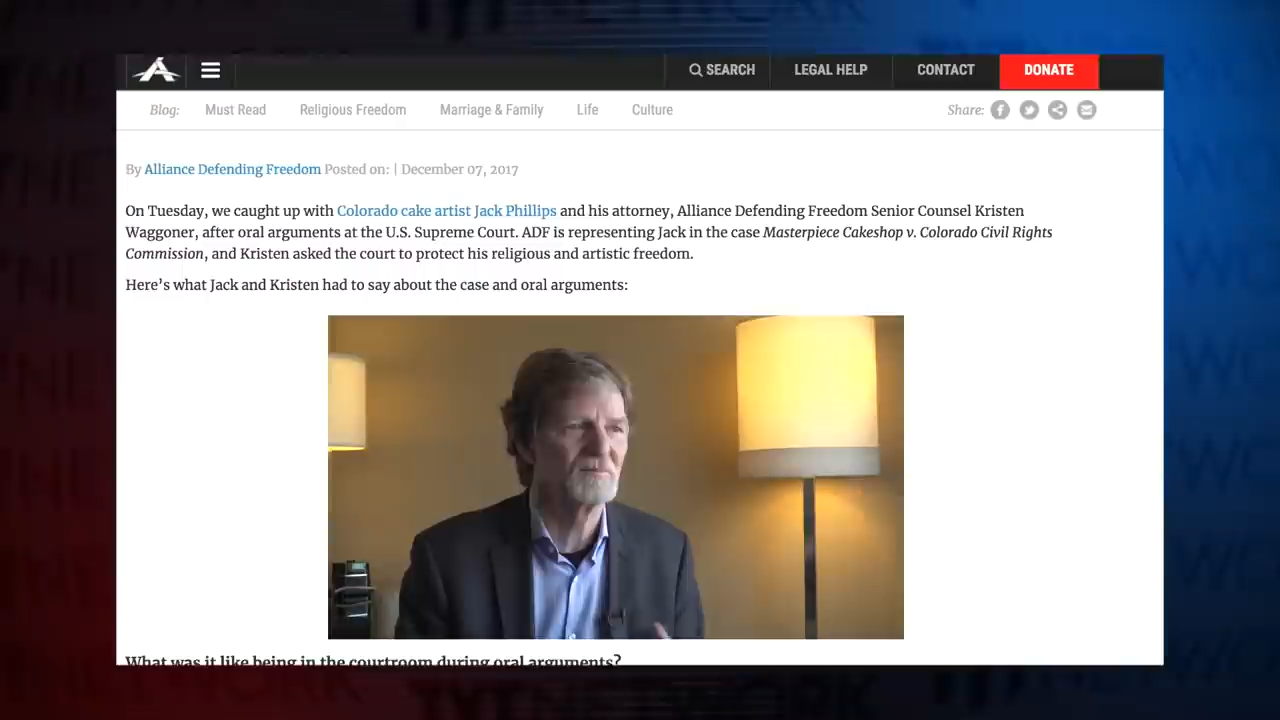 SEARCH LEGAL HELP CONTACT DONATE
Blog: Must Read Religious Freedom Marriage & Family Life Culture Share:
By Alliance Defending Freedom Posted on: | December 07, 2017
On Tuesday, we caught up with Colorado cake artist Jack Phillips and his attorney, Alliance Defending Freedom Senior Counsel Kristen
Waggoner, after oral arguments at the U.S. Supreme Court. ADF is representing Jack in the case Masterpiece Cakeshop v. Colorado Civil Rights
Commission, and Kristen asked the court to protect his religious and artistic freedom.
Here's what Jack and Kristen had to say about the case and oral arguments:
What was it like being in the courtroom during oral arguments?
TYT NETWORK